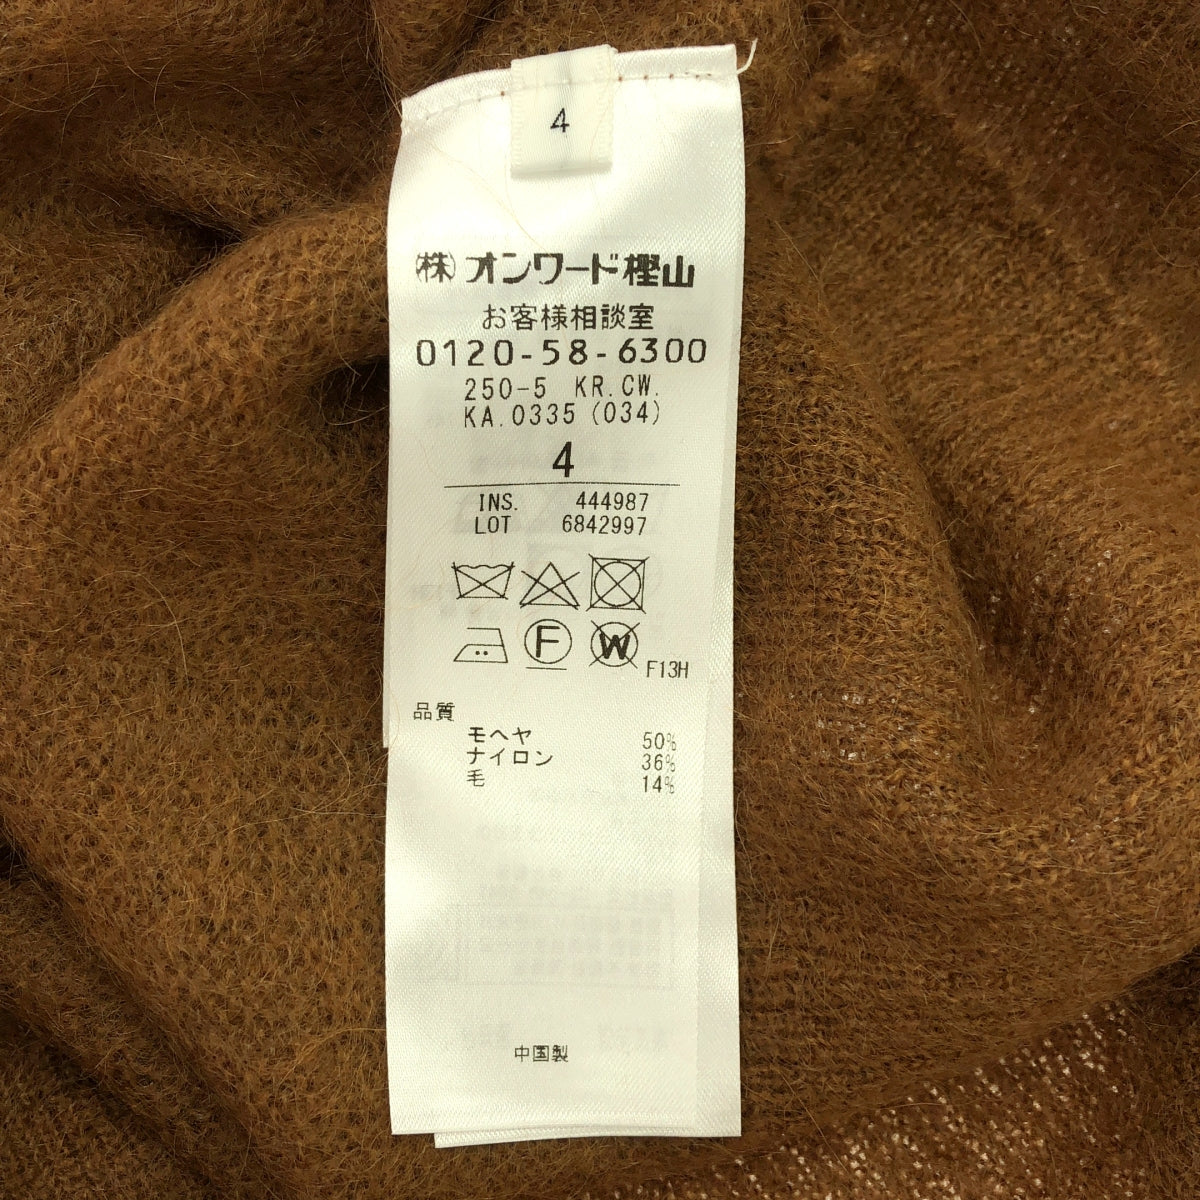 4
(株)オンワード樫山
お客様相談室
0120-58-6300
250-5 KR.CW.
KA.0335 (034)
4
INS. 444987
LOT 6842997
F W F13H
品質
モヘヤ 50%
ナイロン 36%
毛 14%
中国製